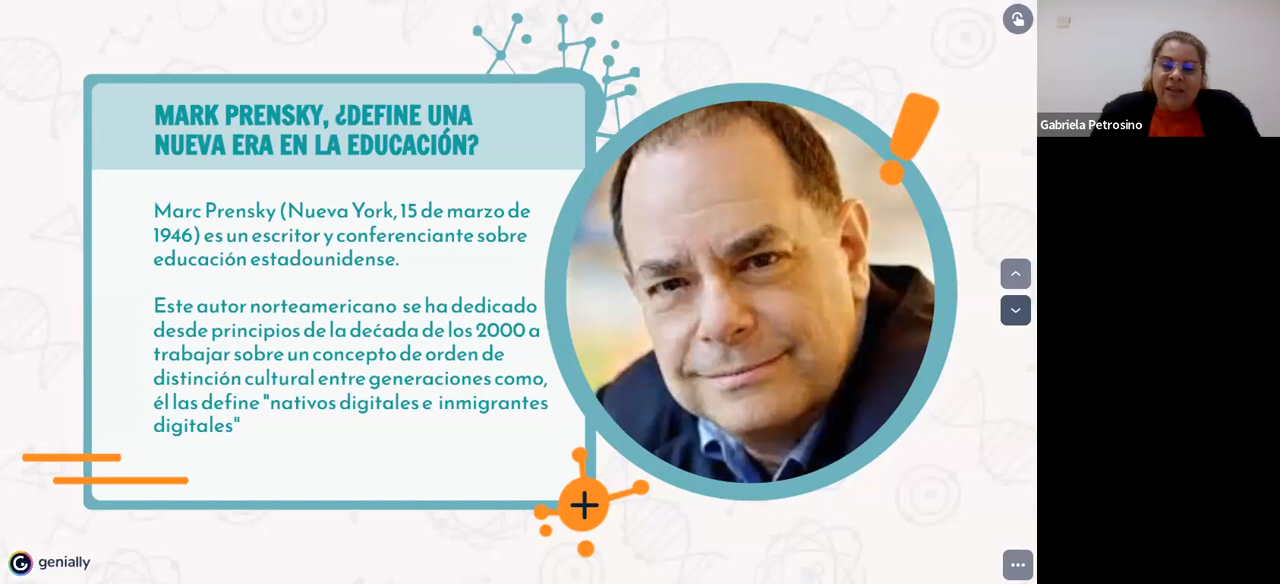 MARK PRENSKY, ¿DEFINE UNA
NUEVA ERA EN LA EDUCACIÓN?
Marc Prensky (Nueva York, 15 de marzo de
1946) es un escritor y conferenciante sobre
educación estadounidense.
Este autor norteamericano se ha dedicado
desde principios de la década de los 2000 a
trabajar sobre un concepto de orden de
distinción cultural entre generaciones como,
él las define "nativos digitales e inmigrantes
digitales"
genially
Gabriela Petrosino